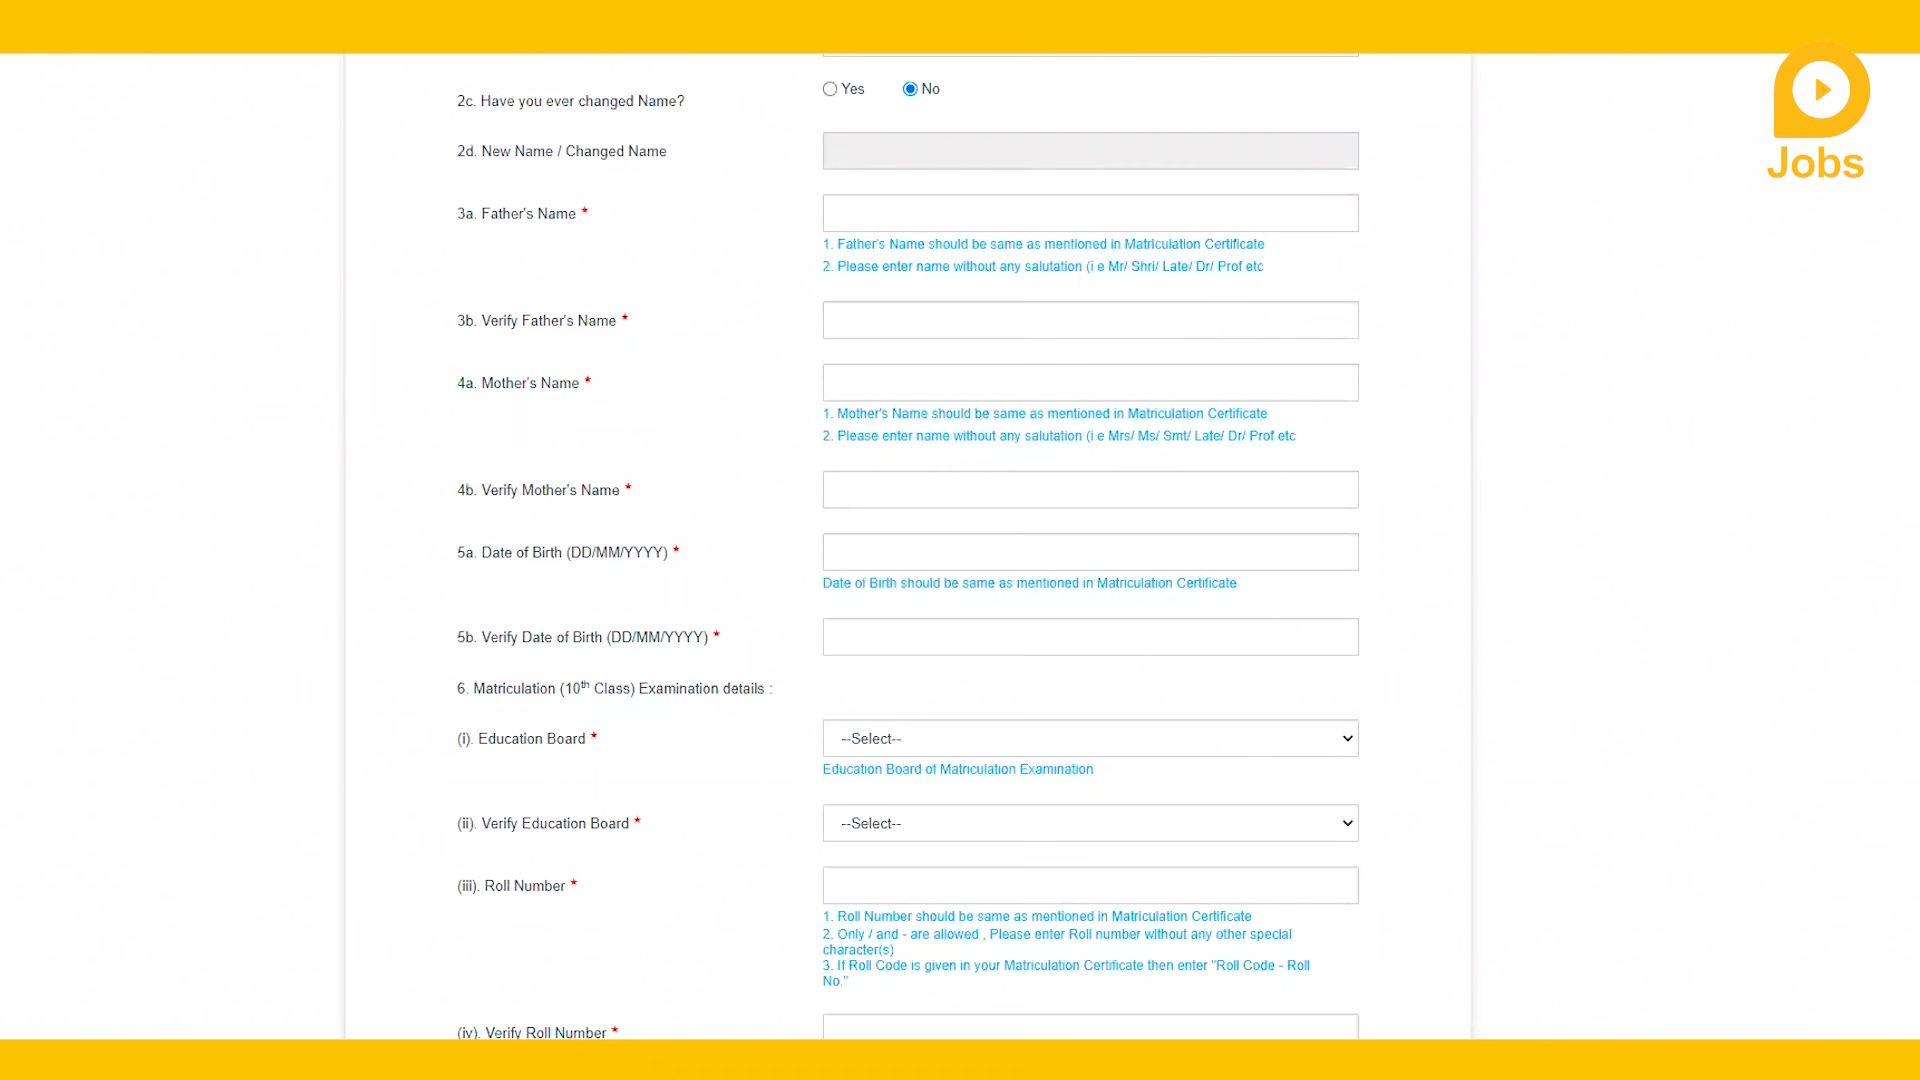 2c. Have you ever changed Name?
Yes
No
2d. New Name / Changed Name
3a. Father's Name *
1. Father's Name should be same as mentioned in Matriculation Certificate
2. Please enter name without any salutation (i e Mr/ Shri/ Late/ Dr/ Prof etc
3b. Verify Father's Name *
4a. Mother's Name *
1. Mother's Name should be same as mentioned in Matriculation Certificate
2. Please enter name without any salutation (i e Mrs/ Ms/ Smt/ Late/ Dr/ Prof etc
4b. Verify Mother's Name *
5a. Date of Birth (DD/MM/YYYY) *
Date of Birth should be same as mentioned in Matriculation Certificate
5b. Verify Date of Birth (DD/MM/YYYY) *
6. Matriculation (10th Class) Examination details :
(i). Education Board *
--Select--
Education Board of Matriculation Examination
(ii). Verify Education Board *
--Select--
(iii). Roll Number *
1. Roll Number should be same as mentioned in Matriculation Certificate
2. Only / and - are allowed , Please enter Roll number without any other special
character(s)
3. If Roll Code is given in your Matriculation Certificate then enter "Roll Code - Roll
No."
(iv). Verify Roll Number *
Jobs